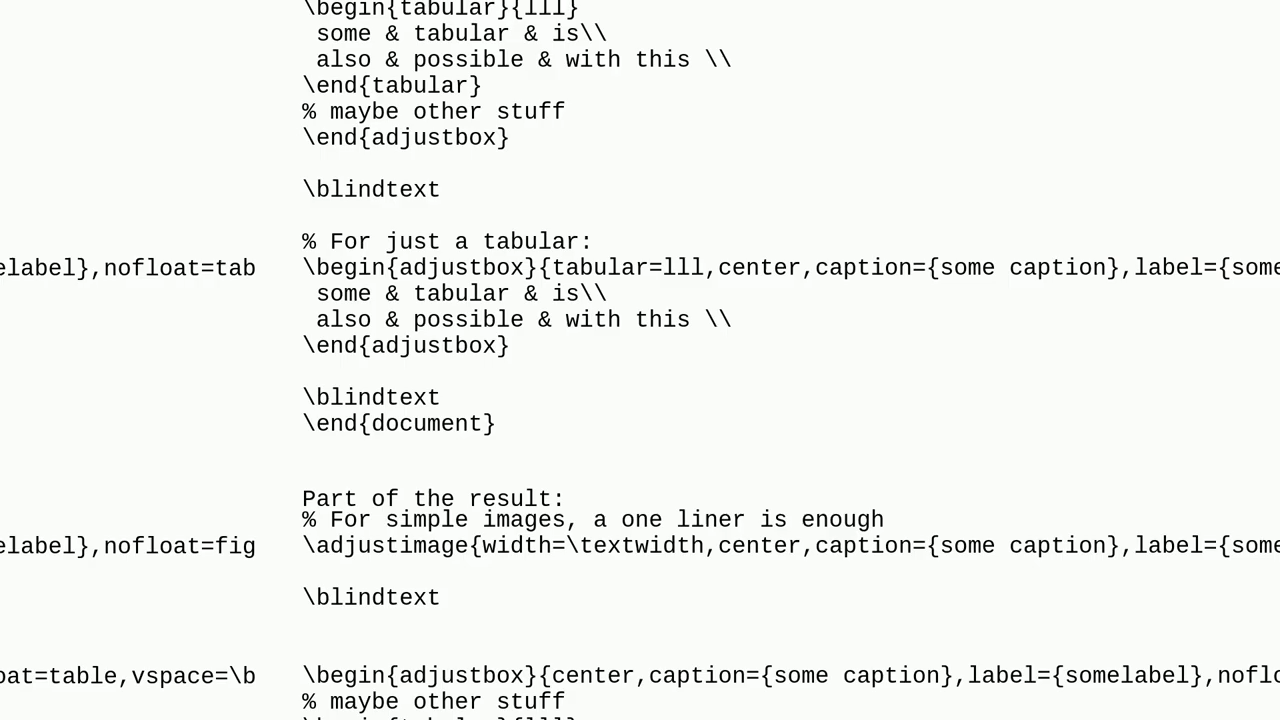 \begin{tabular}{lll}
 some & tabular & is\\
 also & possible & with this \\
\end{tabular}
% maybe other stuff
\end{adjustbox}
\blindtext
% For just a tabular:
elabel},nofloat=tab
\begin{adjustbox}{tabular=lll,center,caption={some caption},label={some
 some & tabular & is\\
 also & possible & with this \\
\end{adjustbox}
\blindtext
\end{document}
Part of the result:
% For simple images, a one liner is enough
elabel},nofloat=fig
\adjustimage{width=\textwidth,center,caption={some caption},label={some
\blindtext
oat=table,vspace=\b
\begin{adjustbox}{center,caption={some caption},label={somelabel},noflo
% maybe other stuff